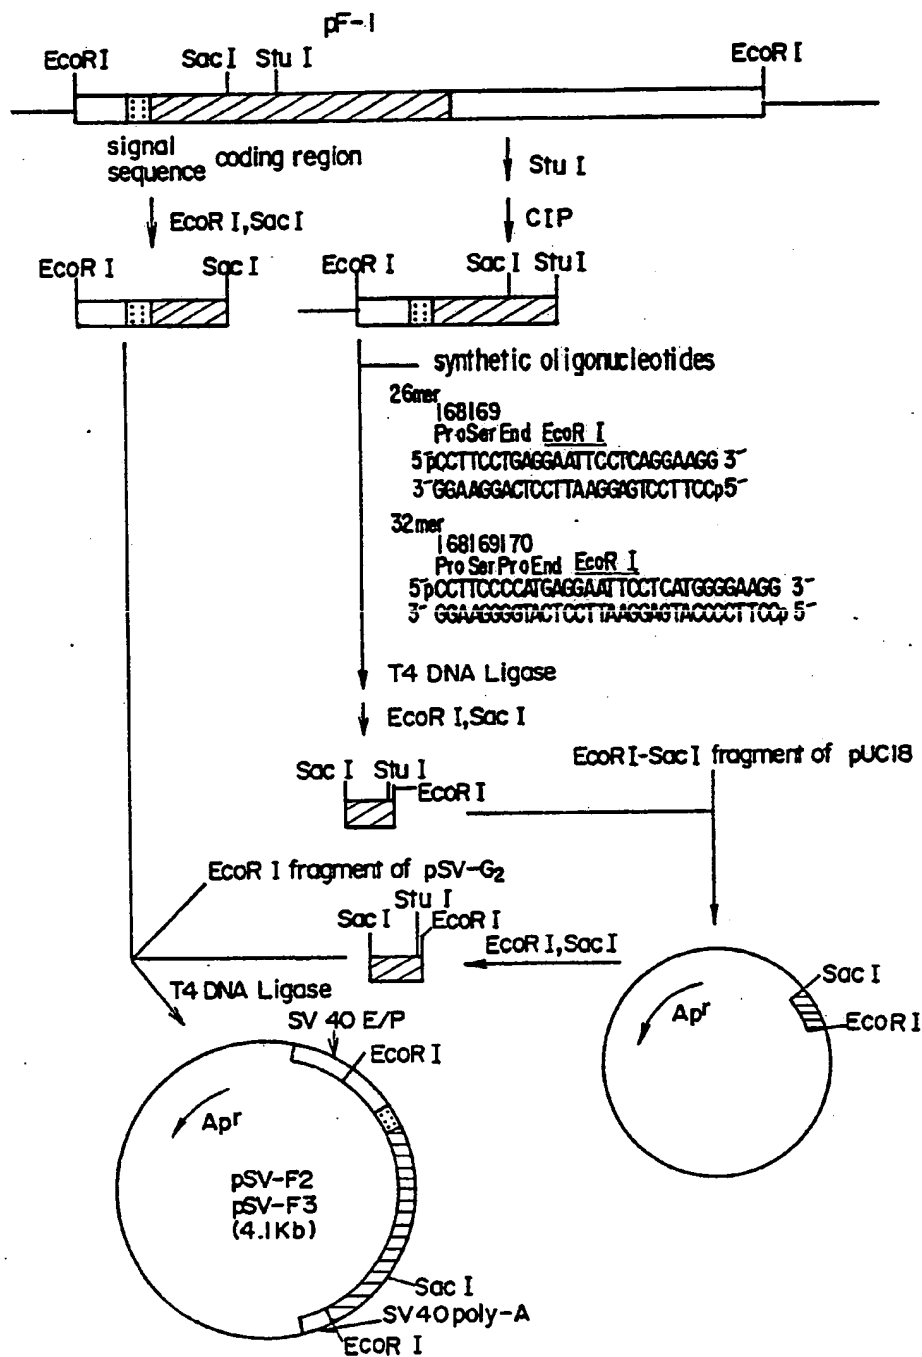 pF-1
EcoR I
Sac I
Stu I
EcoR I
signal
sequence
coding region
Stu I
CIP
EcoR I, Sac I
EcoR I
Sac I
EcoR I
Sac I
Stu I
synthetic oligonucleotides
26mer
168169
ProSerEnd EcoR I
5´pCCTTCCTGAGGAATTCCTCAGGAAGG 3´
3´GGAAGGACTCCTTAAGGAGTCCTTCCp5´
32mer
168169170
ProSerProEnd EcoR I
5´pCCTTCCCCATGAGGAATTCCTCATGGGGAAGG 3´
3´ GGAAGGGGTACTCCTTAAGGAGTACCCCTTCCp 5´
T4 DNA Ligase
EcoR I, Sac I
EcoR I-Sac I fragment of pUC18
Sac I
Stu I
EcoR I
EcoR I fragment of pSV-G2
Stu I
Sac I
EcoR I
EcoR I, Sac I
Sac I
Apr
EcoR I
T4 DNA Ligase
SV 40 E/P
EcoR I
Apr
pSV-F2
pSV-F3
(4.1Kb)
Sac I
SV40 poly-A
EcoR I